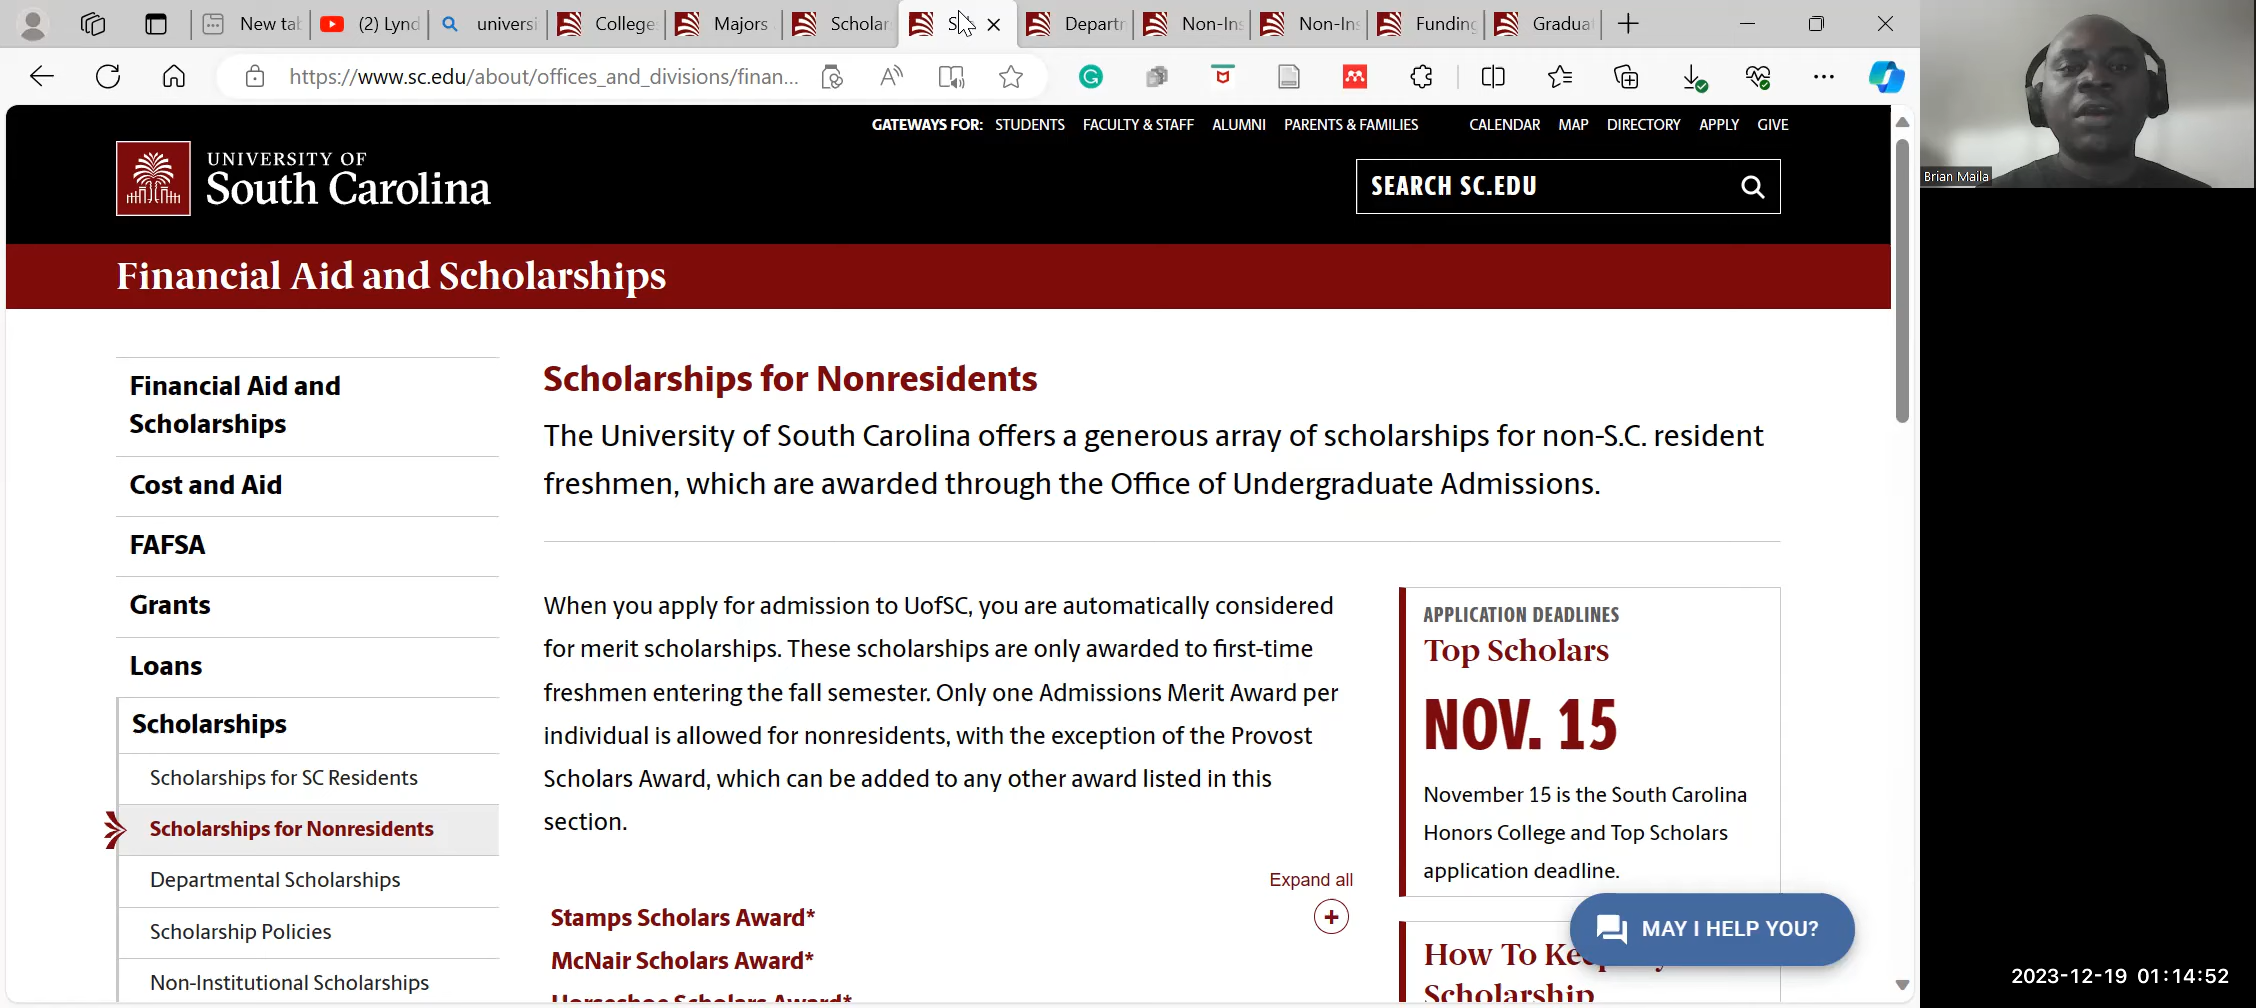 New tab
(2) Lynd
universi
College
Majors
Scholar
S
Departm
Non-Ins
Non-Ins
Funding
Gradua
https://www.sc.edu/about/offices_and_divisions/finan...
GATEWAYS FOR: STUDENTS FACULTY & STAFF ALUMNI PARENTS & FAMILIES CALENDAR MAP DIRECTORY APPLY GIVE
UNIVERSITY OF
South Carolina
SEARCH SC.EDU
Brian Maila
Financial Aid and Scholarships
Financial Aid and
Scholarships
Cost and Aid
FAFSA
Grants
Loans
Scholarships
Scholarships for SC Residents
Scholarships for Nonresidents
Departmental Scholarships
Scholarship Policies
Non-Institutional Scholarships
Scholarships for Nonresidents
The University of South Carolina offers a generous array of scholarships for non-S.C. resident
freshmen, which are awarded through the Office of Undergraduate Admissions.
When you apply for admission to UofSC, you are automatically considered
for merit scholarships. These scholarships are only awarded to first-time
freshmen entering the fall semester. Only one Admissions Merit Award per
individual is allowed for nonresidents, with the exception of the Provost
Scholars Award, which can be added to any other award listed in this
section.
Expand all
Stamps Scholars Award*
McNair Scholars Award*
Horseshoe Scholars Award*
APPLICATION DEADLINES
Top Scholars
NOV. 15
November 15 is the South Carolina
Honors College and Top Scholars
application deadline.
How To
Scholarship
MAY I HELP YOU?
2023-12-19 01:14:52